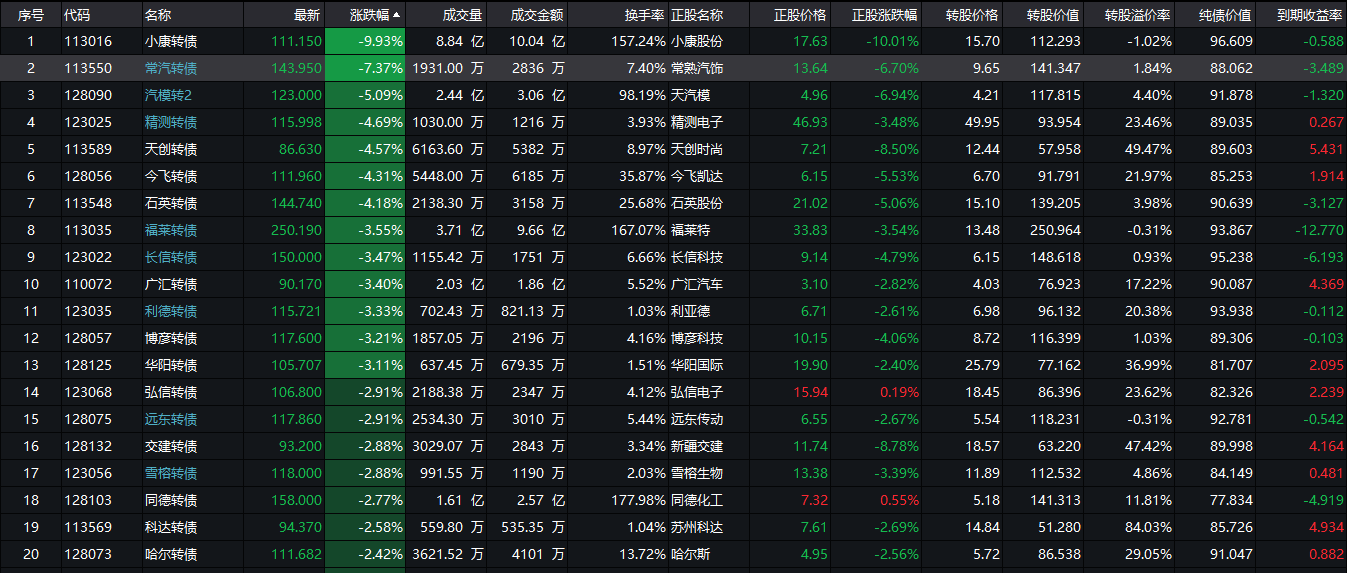 序号 代码 名称 最新 涨跌幅▲ 成交量 成交金额 换手率 正股名称 正股价格 正股涨跌幅 转股价格 转股价值 转股溢价率 纯债价值 到期收益率
1 113016 小康转债 111.150 -9.93% 8.84 亿 10.04 亿 157.24% 小康股份 17.63 -10.01% 15.70 112.293 -1.02% 96.609 -0.588
2 113550 常汽转债 143.950 -7.37% 1931.00 万 2836 万 7.40% 常熟汽饰 13.64 -6.70% 9.65 141.347 1.84% 88.062 -3.489
3 128090 汽模转2 123.000 -5.09% 2.44 亿 3.06 亿 98.19% 天汽模 4.96 -6.94% 4.21 117.815 4.40% 91.878 -1.320
4 123025 精测转债 115.998 -4.69% 1030.00 万 1216 万 3.93% 精测电子 46.93 -3.48% 49.95 93.954 23.46% 89.035 0.267
5 113589 天创转债 86.630 -4.57% 6163.60 万 5382 万 8.97% 天创时尚 7.21 -8.50% 12.44 57.958 49.47% 89.603 5.431
6 128056 今飞转债 111.960 -4.31% 5448.00 万 6185 万 35.87% 今飞凯达 6.15 -5.53% 6.70 91.791 21.97% 85.253 1.914
7 113548 石英转债 144.740 -4.18% 2138.30 万 3158 万 25.68% 石英股份 21.02 -5.06% 15.10 139.205 3.98% 90.639 -3.127
8 113035 福莱转债 250.190 -3.55% 3.71 亿 9.66 亿 167.07% 福莱特 33.83 -3.54% 13.48 250.964 -0.31% 93.867 -12.770
9 123022 长信转债 150.000 -3.47% 1155.42 万 1751 万 6.66% 长信科技 9.14 -4.79% 6.15 148.618 0.93% 95.238 -6.193
10 110072 广汇转债 90.170 -3.40% 2.03 亿 1.86 亿 5.52% 广汇汽车 3.10 -2.82% 4.03 76.923 17.22% 90.087 4.369
11 123035 利德转债 115.721 -3.33% 702.43 万 821.13 万 1.03% 利亚德 6.71 -2.61% 6.98 96.132 20.38% 93.938 -0.112
12 128057 博彦转债 117.600 -3.21% 1857.05 万 2196 万 4.16% 博彦科技 10.15 -4.06% 8.72 116.399 1.03% 89.306 -0.103
13 128125 华阳转债 105.707 -3.11% 637.45 万 679.35 万 1.51% 华阳国际 19.90 -2.40% 25.79 77.162 36.99% 81.707 2.095
14 123068 弘信转债 106.800 -2.91% 2188.38 万 2347 万 4.12% 弘信电子 15.94 0.19% 18.45 86.396 23.62% 82.326 2.239
15 128075 远东转债 117.860 -2.91% 2534.30 万 3010 万 5.44% 远东传动 6.55 -2.67% 5.54 118.231 -0.31% 92.781 -0.542
16 128132 交建转债 93.200 -2.88% 3029.07 万 2843 万 3.34% 新疆交建 11.74 -8.78% 18.57 63.220 47.42% 89.998 4.164
17 123056 雪榕转债 118.000 -2.88% 991.55 万 1190 万 2.03% 雪榕生物 13.38 -3.39% 11.89 112.532 4.86% 84.149 0.481
18 128103 同德转债 158.000 -2.77% 1.61 亿 2.57 亿 177.98% 同德化工 7.32 0.55% 5.18 141.313 11.81% 77.834 -4.919
19 113569 科达转债 94.370 -2.58% 559.80 万 535.35 万 1.04% 苏州科达 7.61 -2.69% 14.84 51.280 84.03% 85.726 4.934
20 128073 哈尔转债 111.682 -2.42% 3621.52 万 4101 万 13.72% 哈尔斯 4.95 -2.56% 5.72 86.538 29.05% 91.047 0.882